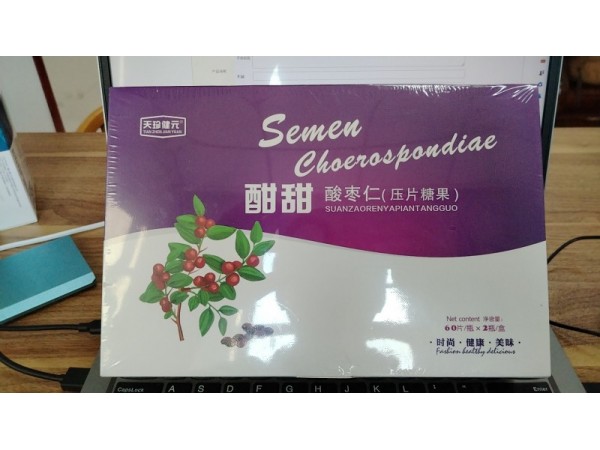 天珍健元
TIAN ZHEN JIAN YUAN
Semen
Choerospondiae
酣甜
酸枣仁(压片糖果)
SUANZAORENYAPIANTANGGUO
Net content 净含量:
60片/瓶×2瓶/盒
·时尚·健康·美味·
Fashion healthy delicious
CapsLock
A S D F G H J K L
Enter